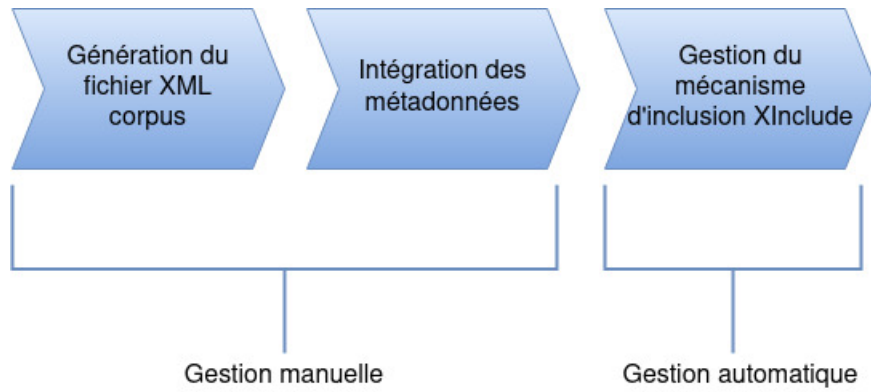 Génération du
fichier XML
corpus
Intégration des
métadonnées
Gestion du
mécanisme
d'inclusion XInclude
Gestion manuelle
Gestion automatique